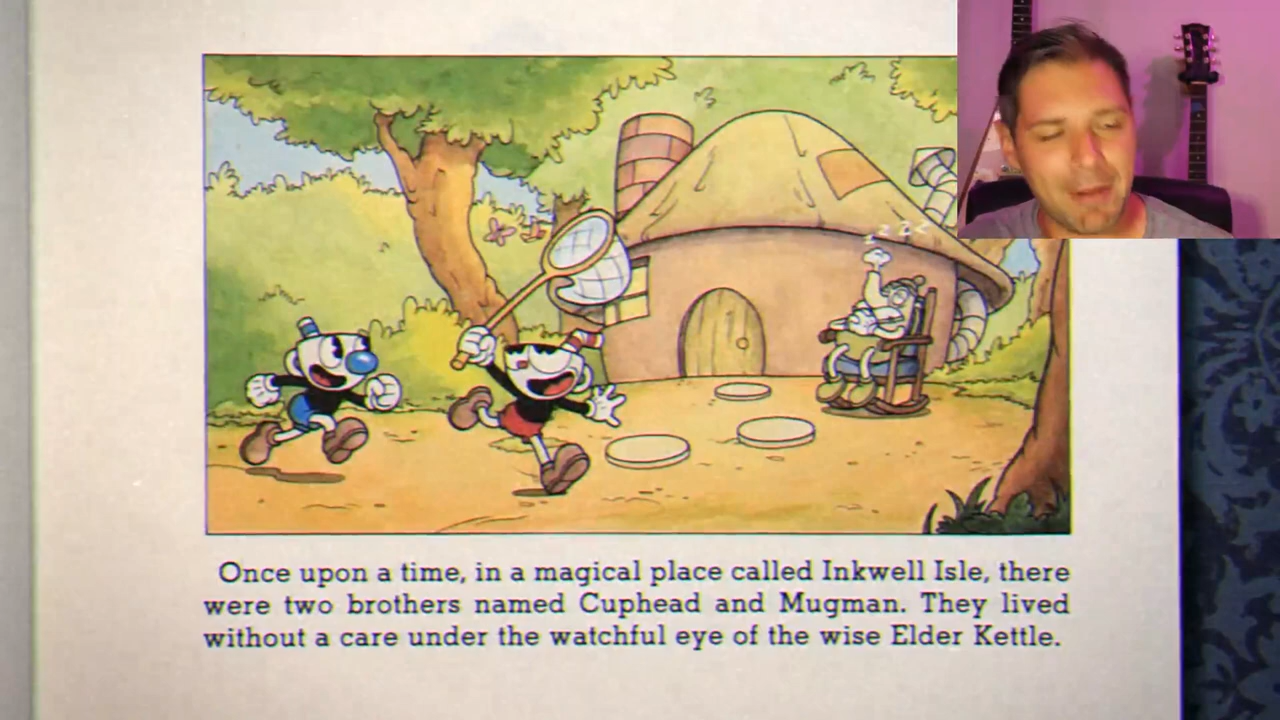 z z z z
Once upon a time, in a magical place called Inkwell Isle, there
were two brothers named Cuphead and Mugman. They lived
without a care under the watchful eye of the wise Elder Kettle.